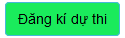 Đăng kí dự thi